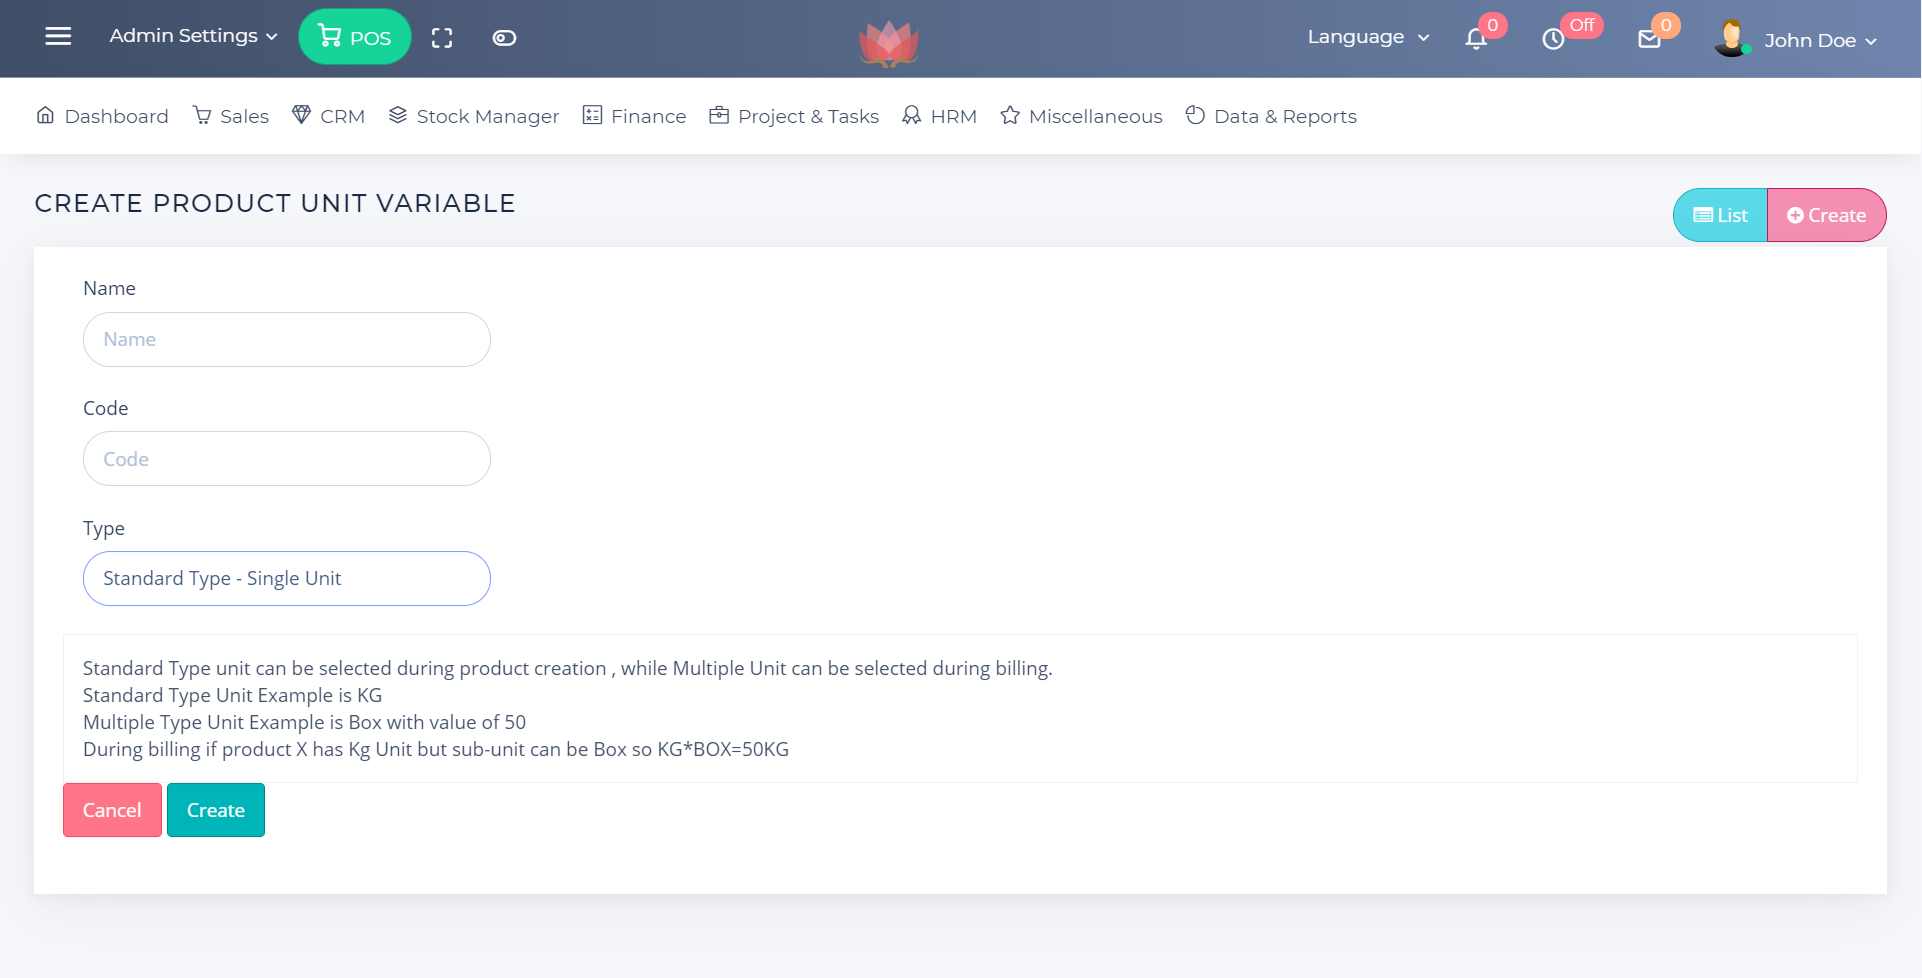 Admin Settings
POS
Language
0
Off
0
John Doe
Dashboard
Sales
CRM
Stock Manager
Finance
Project & Tasks
HRM
Miscellaneous
Data & Reports
CREATE PRODUCT UNIT VARIABLE
List
Create
Name
Name
Code
Code
Type
Standard Type - Single Unit
Standard Type unit can be selected during product creation , while Multiple Unit can be selected during billing.
Standard Type Unit Example is KG
Multiple Type Unit Example is Box with value of 50
During billing if product X has Kg Unit but sub-unit can be Box so KG*BOX=50KG
Cancel
Create